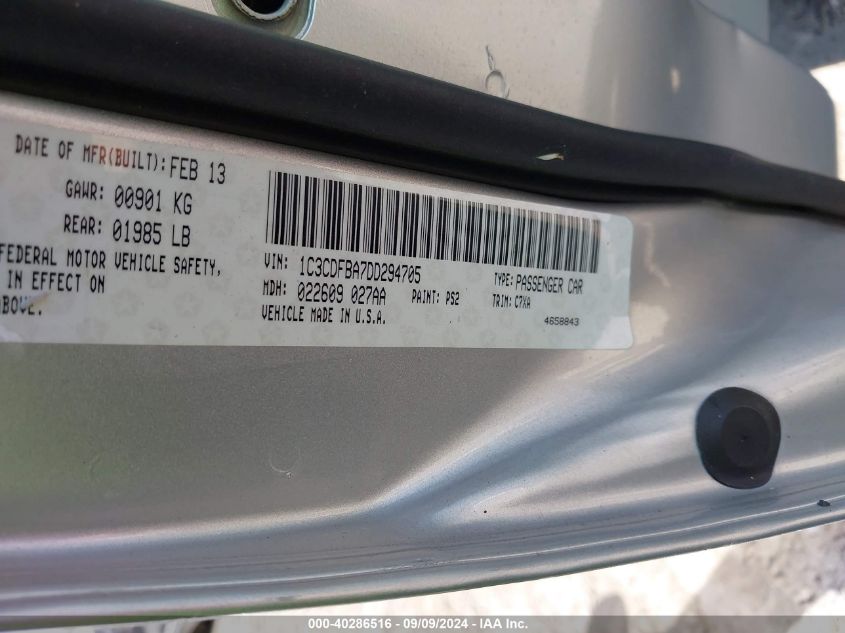 DATE OF MFR(BUILT): FEB 13
GAWR: 00901 KG
REAR: 01985 LB
FEDERAL MOTOR VEHICLE SAFETY,
IN EFFECT ON
ABOVE.
VIN: 1C3CDFBA7DD294705
TYPE: PASSENGER CAR
MDH: 022609 027AA
PAINT: PS2
TRIM: C7XA
VEHICLE MADE IN U.S.A.
4658843
000-40286516 - 09/09/2024 - IAA Inc.